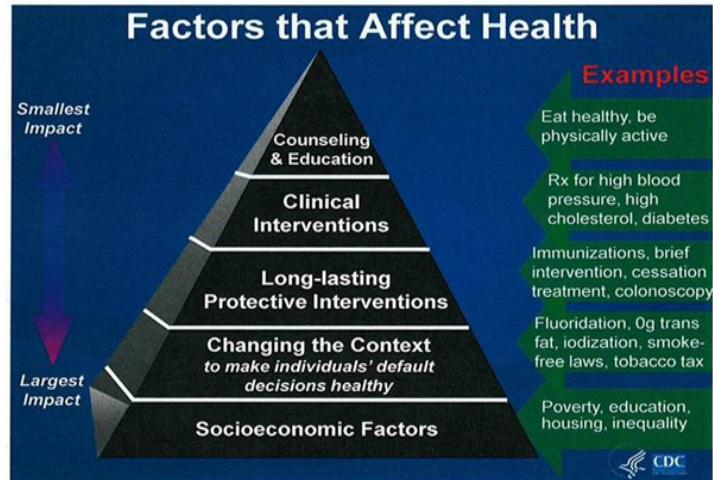 Factors that Affect Health
Examples
Smallest
Impact
Counseling
& Education
Eat healthy, be
physically active
Clinical
Interventions
Rx for high blood
pressure, high
cholesterol, diabetes
Long-lasting
Protective Interventions
Immunizations, brief
intervention, cessation
treatment, colonoscopy
Changing the Context
to make individuals' default
decisions healthy
Fluoridation, 0g trans
fat, iodization, smoke-
free laws, tobacco tax
Largest
Impact
Socioeconomic Factors
Poverty, education,
housing, inequality
CDC